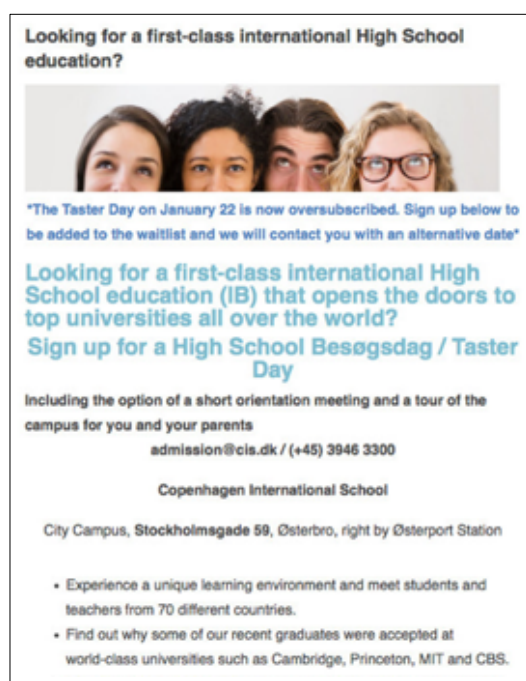 Looking for a first-class international High School
education?
*The Taster Day on January 22 is now oversubscribed. Sign up below to
be added to the waitlist and we will contact you with an alternative date*
Looking for a first-class international High
School education (IB) that opens the doors to
top universities all over the world?
Sign up for a High School Besøgsdag / Taster
Day
Including the option of a short orientation meeting and a tour of the
campus for you and your parents
admission@cis.dk / (+45) 3946 3300
Copenhagen International School
City Campus, Stockholmsgade 59, Østerbro, right by Østerport Station
• Experience a unique learning environment and meet students and
teachers from 70 different countries.
• Find out why some of our recent graduates were accepted at
world-class universities such as Cambridge, Princeton, MIT and CBS.